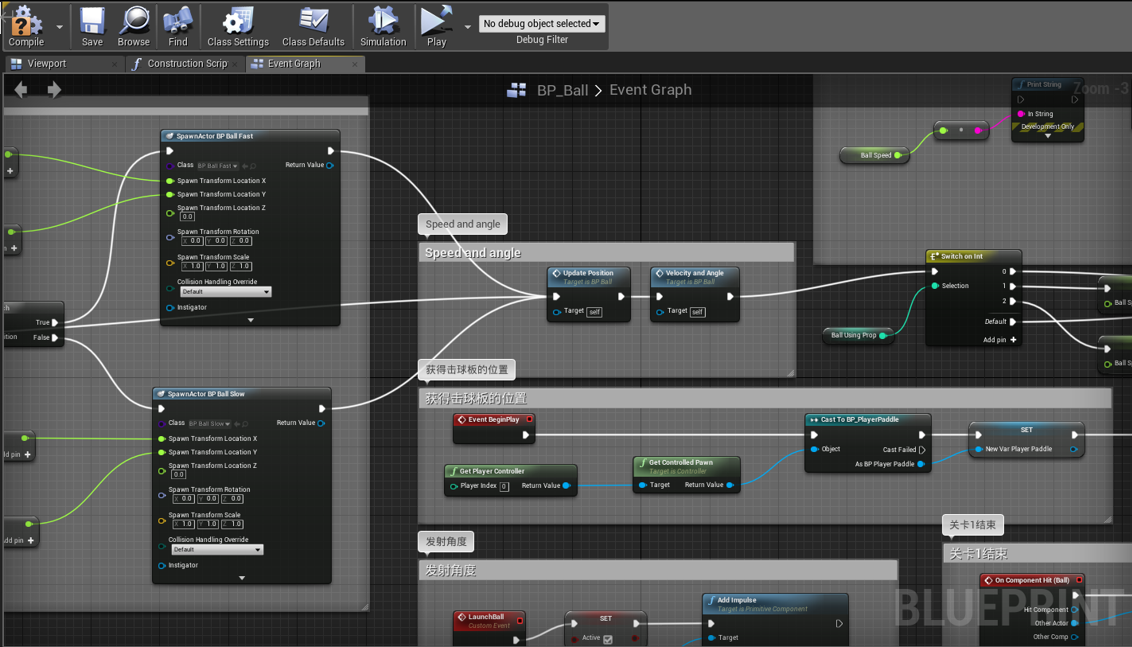 Compile
Save
Browse
Find
Class Settings
Class Defaults
Simulation
Play
No debug object selected
Debug Filter
Viewport
Construction Scrip
Event Graph
BP_Ball > Event Graph
Zoom -3
SpawnActor BP Ball Fast
Class BP Ball Fast Return Value
Spawn Transform Location X
Spawn Transform Location Y
Spawn Transform Location Z
0.0
Spawn Transform Rotation
X 0.0 Y 0.0 Z 0.0
Spawn Transform Scale
X 1.0 Y 1.0 Z 1.0
Collision Handling Override
Default
Instigator
True
False
SpawnActor BP Ball Slow
Class BP Ball Slow Return Value
Spawn Transform Location X
Spawn Transform Location Y
Spawn Transform Location Z
0.0
Spawn Transform Rotation
X 0.0 Y 0.0 Z 0.0
Spawn Transform Scale
X 1.0 Y 1.0 Z 1.0
Collision Handling Override
Default
Instigator
dd pin +
dd pin +
Speed and angle
Speed and angle
Update Position
Target is BP Ball
Target self
Velocity and Angle
Target is BP Ball
Target self
Print String
In String
Development Only
Ball Speed
Switch on Int
0
Selection 1
2
Default
Add pin +
Ball Using Prop
Ball S
Ball S
获得击球板的位置
获得击球板的位置
Event BeginPlay
Get Player Controller
Player Index 0 Return Value
Get Controlled Pawn
Target is Controller
Target Return Value
Cast To BP_PlayerPaddle
Cast Failed
Object
As BP Player Paddle
SET
New Var Player Paddle
发射角度
发射角度
LaunchBall
Custom Event
SET
Active
Add Impulse
Target is Primitive Component
Target
关卡1结束
关卡1结束
On Component Hit (Ball)
Hit Component
Other Actor
Other Comp
BLUEPRINT